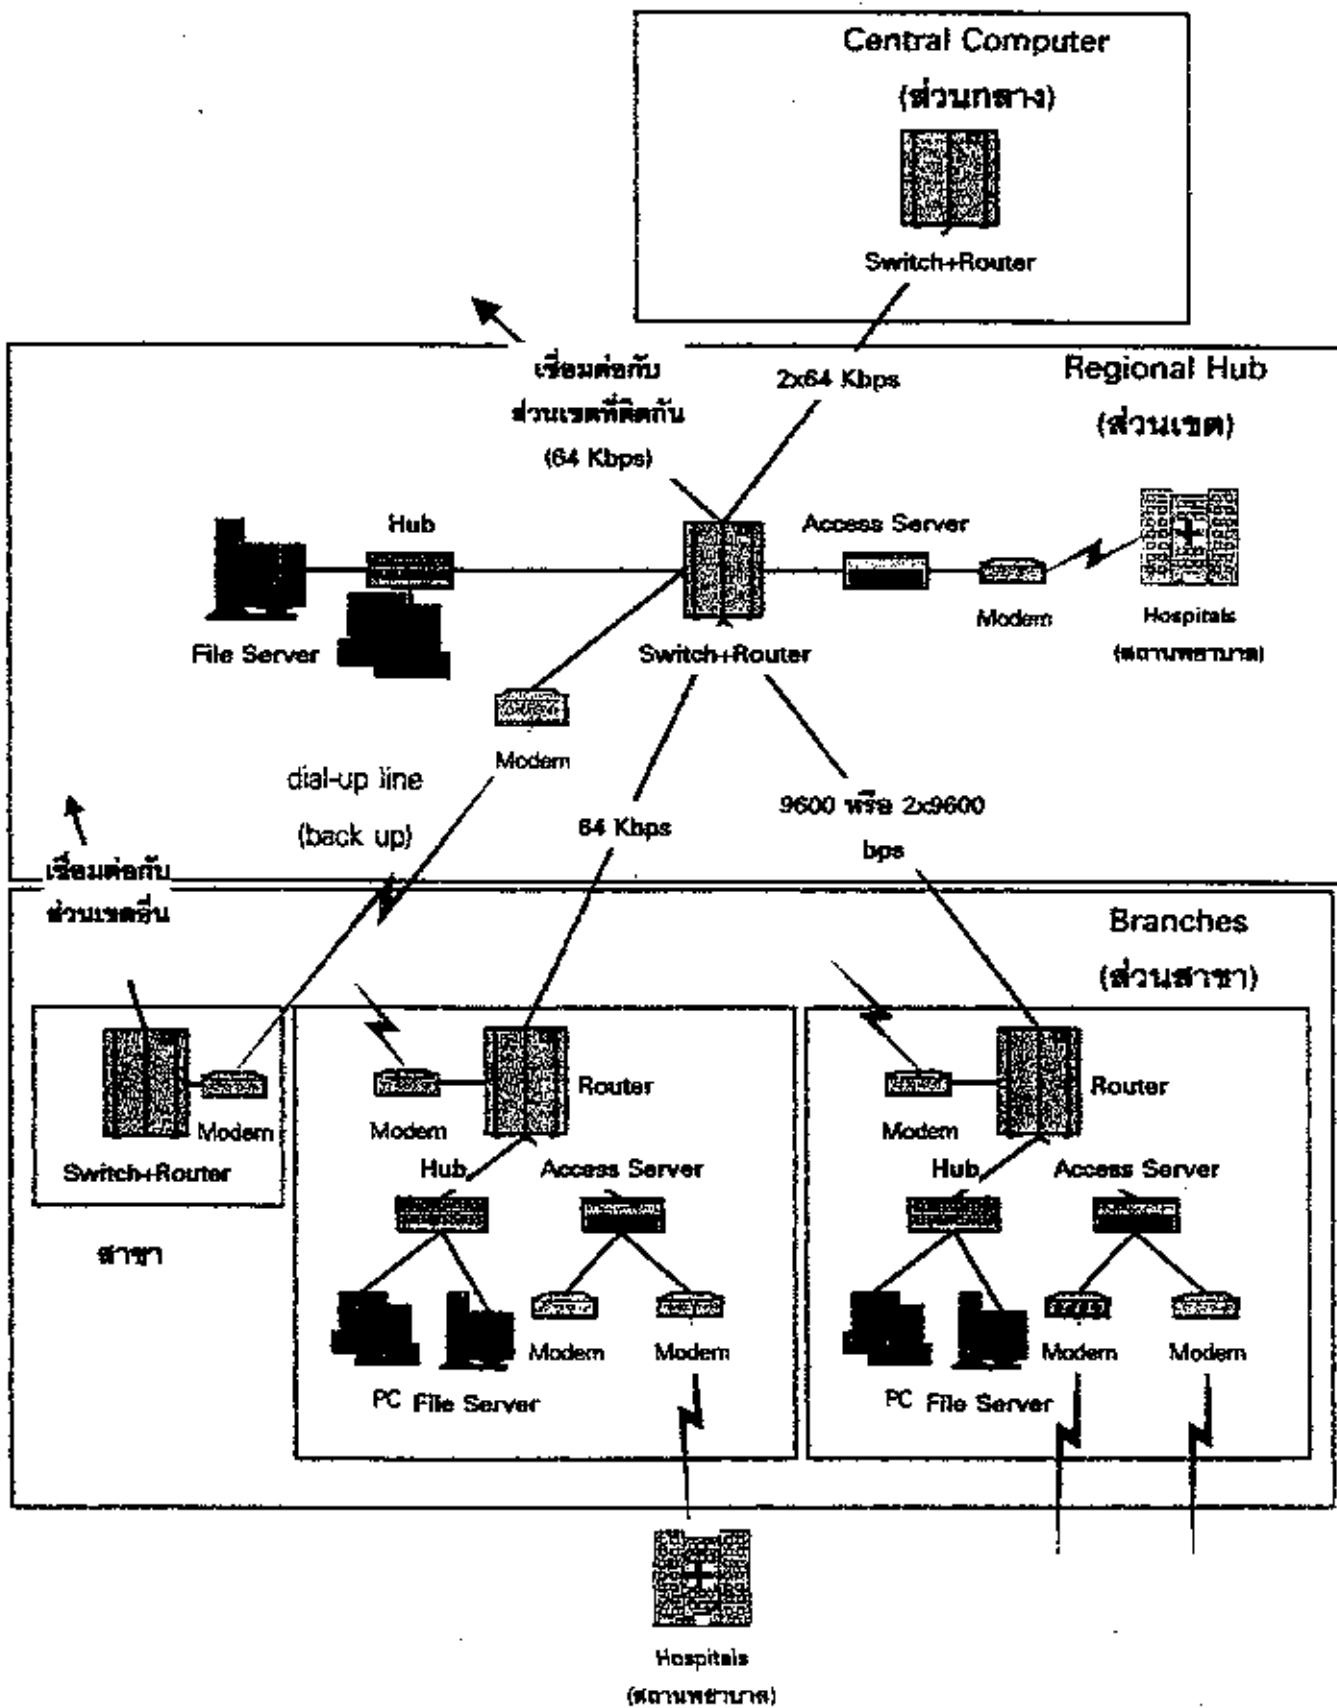 Central Computer
(ส่วนกลาง)
Switch+Router
เชื่อมต่อกับ
ส่วนเขตที่ติดกัน
(64 Kbps)
2x64 Kbps
Regional Hub
(ส่วนเขต)
Hub
Access Server
File Server
Switch+Router
Modem
Hospitals
(สถานพยาบาล)
Modem
dial-up line
(back up)
64 Kbps
9600 หรือ 2x9600
bps
เชื่อมต่อกับ
ส่วนเขตอื่น
Branches
(ส่วนสาขา)
Modem
Switch+Router
สาขา
Router
Modem
Hub
Access Server
Modem
Modem
PC
File Server
Router
Modem
Hub
Access Server
Modem
Modem
PC
File Server
Hospitals
(สถานพยาบาล)